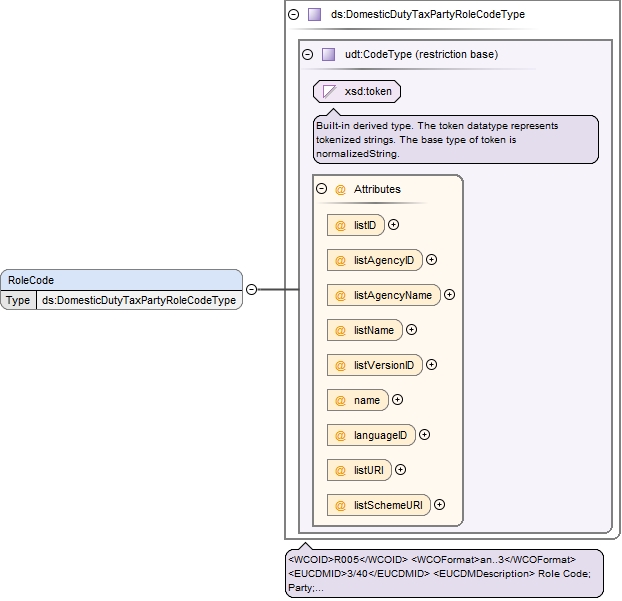 ds:DomesticDutyTaxPartyRoleCodeType
udt:CodeType (restriction base)
xsd:token
Built-in derived type. The token datatype represents
tokenized strings. The base type of token is
normalizedString.
@ Attributes
@ listID
@ listAgencyID
@ listAgencyName
@ listName
@ listVersionID
@ name
@ languageID
@ listURI
@ listSchemeURI
RoleCode
Type ds:DomesticDutyTaxPartyRoleCodeType
<WCOID>R005</WCOID> <WCOFormat>an..3</WCOFormat>
<EUCDMID>3/40</EUCDMID> <EUCDMDescription> Role Code;
Party;...